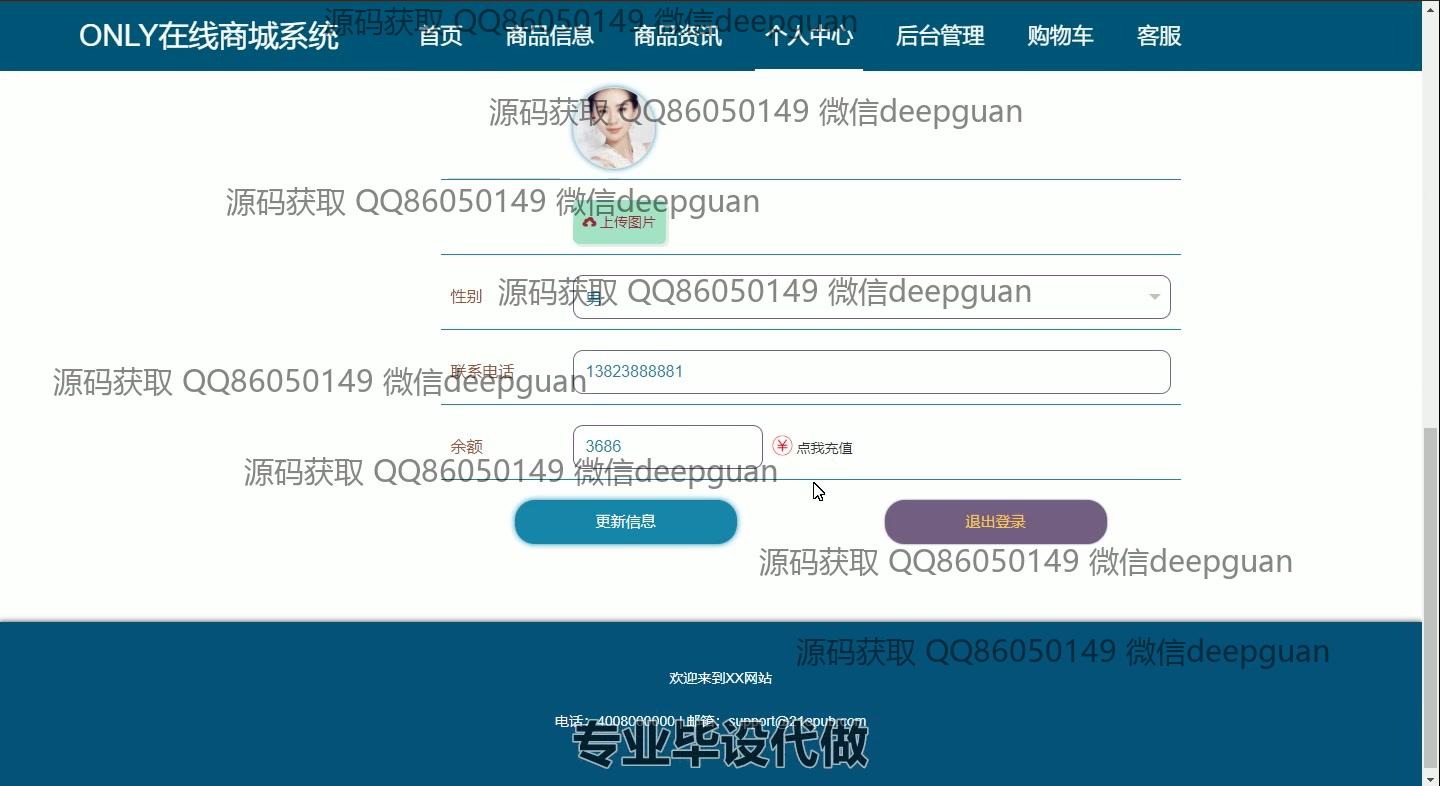 ONLY在线商城系统 首页 商品信息 商品资讯 个人中心 后台管理 购物车 客服
源码获取 QQ86050149 微信deepguan
源码获取 QQ86050149 微信deepguan
源码获取 QQ86050149 微信deepguan
上传图片
源码获取 QQ86050149 微信deepguan
性别 男
联系电话 13823888881
源码获取 QQ86050149 微信deepguan
余额 3686 ¥ 点我充值
源码获取 QQ86050149 微信deepguan
更新信息 退出登录
源码获取 QQ86050149 微信deepguan
源码获取 QQ86050149 微信deepguan
欢迎来到XX网站
电话：4008000000 | 邮箱：support@21epub.com
专业毕设代做